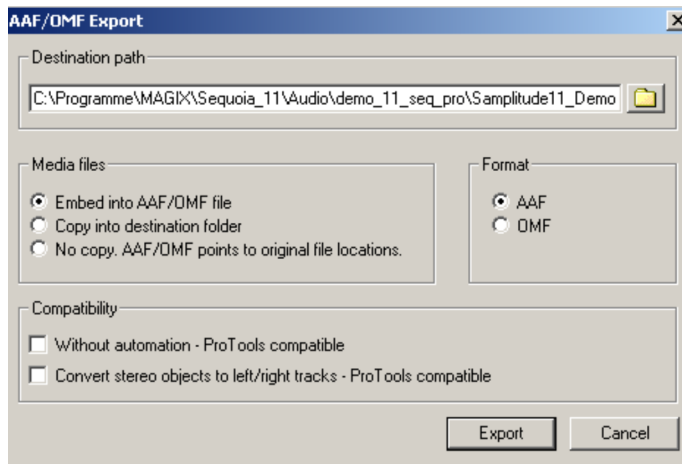 AAF/OMF Export
Destination path
C:\Programme\MAGIX\Sequoia_11\Audio\demo_11_seq_pro\Samplitude11_Demo
Media files
Embed into AAF/OMF file
Copy into destination folder
No copy. AAF/OMF points to original file locations.
Format
AAF
OMF
Compatibility
Without automation - ProTools compatible
Convert stereo objects to left/right tracks - ProTools compatible
Export
Cancel